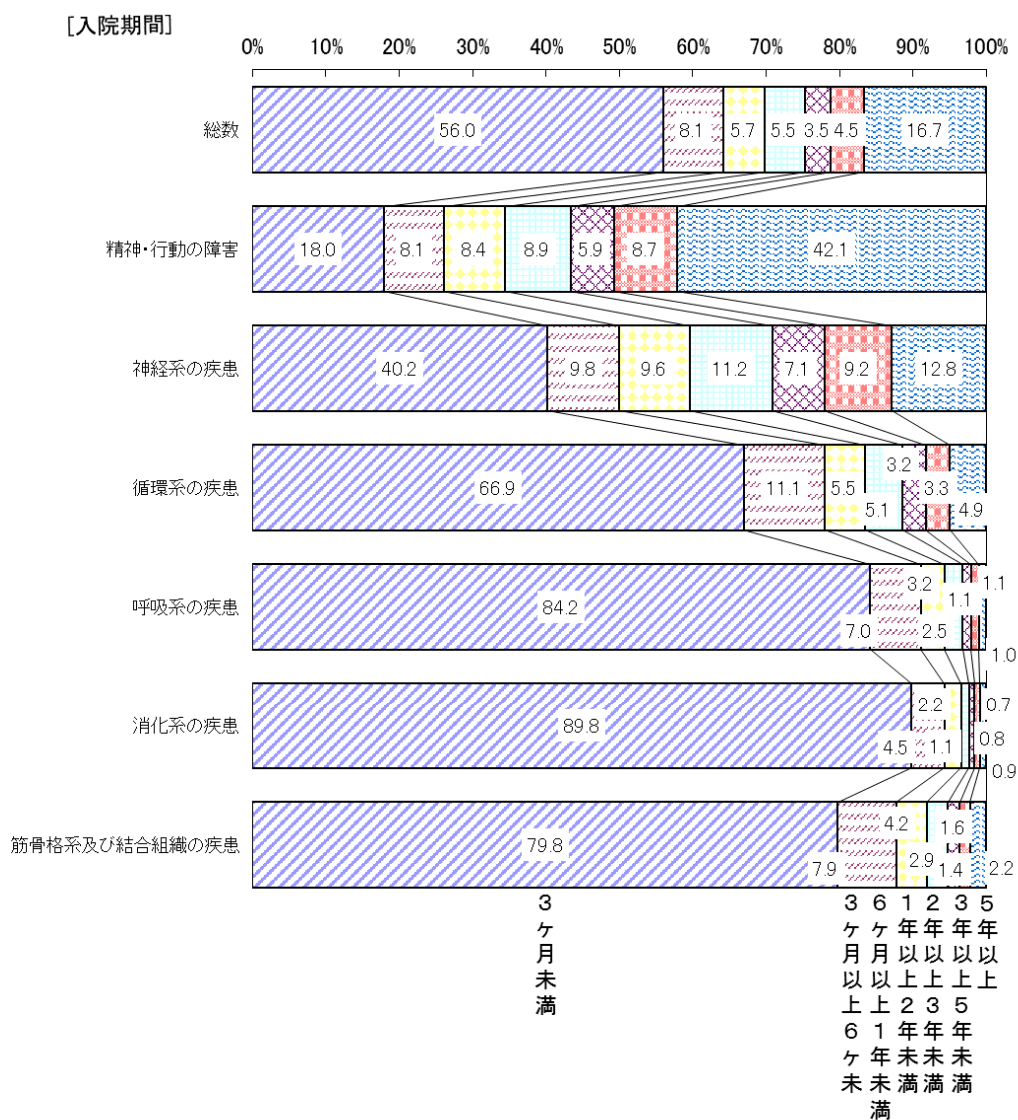 [入院期間]
0% 10% 20% 30% 40% 50% 60% 70% 80% 90% 100%
総数 56.0 8.1 5.7 5.5 3.5 4.5 16.7
精神・行動の障害 18.0 8.1 8.4 8.9 5.9 8.7 42.1
神経系の疾患 40.2 9.8 9.6 11.2 7.1 9.2 12.8
循環系の疾患 66.9 11.1 5.5 5.1 3.2 3.3 4.9
呼吸系の疾患 84.2 7.0 3.2 2.5 1.1 1.1 1.0
消化系の疾患 89.8 4.5 2.2 1.1 0.7 0.8 0.9
筋骨格系及び結合組織の疾患 79.8 7.9 4.2 2.9 1.6 1.4 2.2
3ヶ月未満
3ヶ月以上6ヶ未
6ヶ月以上1年未満
1年以上2年未満
2年以上3年未満
3年以上5年未満
5年以上